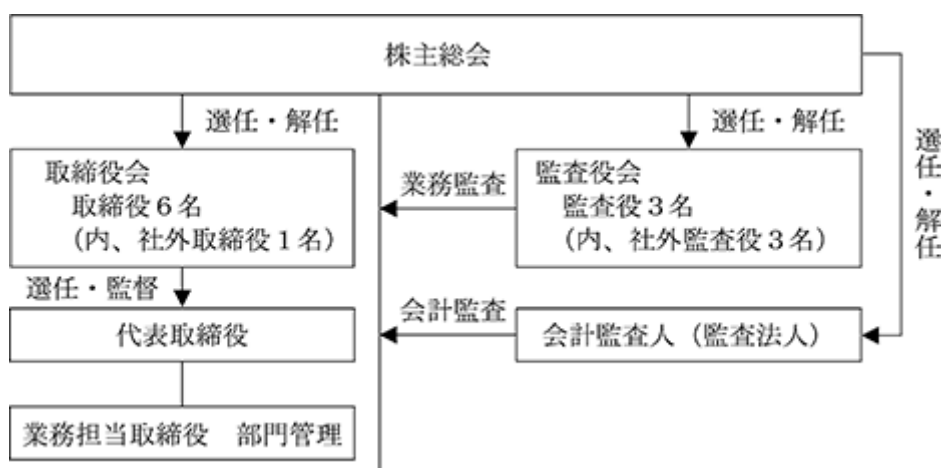 株主総会
選任・解任
選任・解任
選任・解任
取締役会
取締役6名
(内、社外取締役1名)
業務監査
監査役会
監査役3名
(内、社外監査役3名)
選任・監督
代表取締役
会計監査
会計監査人(監査法人)
業務担当取締役 部門管理